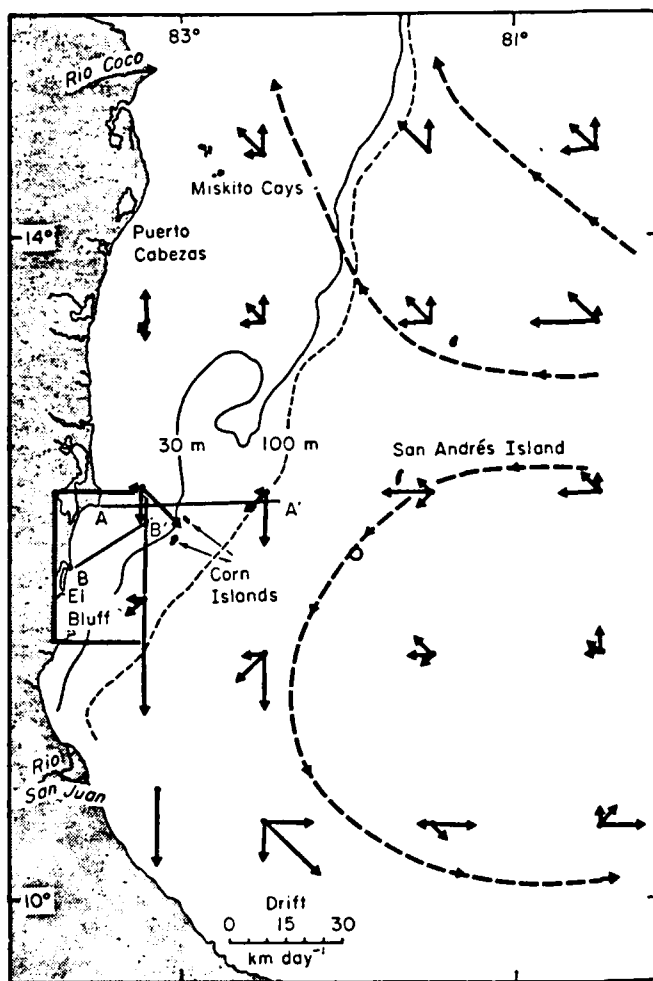 83°
81°
Rio Coco
Miskito Cays
14°
Puerto
Cabezas
30 m
100 m
San Andrés Island
A
A'
B'
B
El
Bluff
Corn
Islands
Rio
San Juan
10°
Drift
0 15 30
km day⁻¹